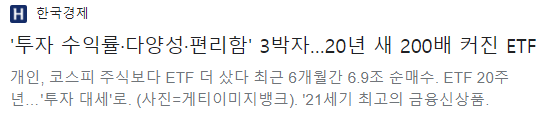 H 한국경제
'투자 수익률·다양성·편리함' 3박자…20년 새 200배 커진 ETF
개인, 코스피 주식보다 ETF 더 샀다 최근 6개월간 6.9조 순매수. ETF 20주
년…'투자 대세'로. (사진=게티이미지뱅크). '21세기 최고의 금융신상품.